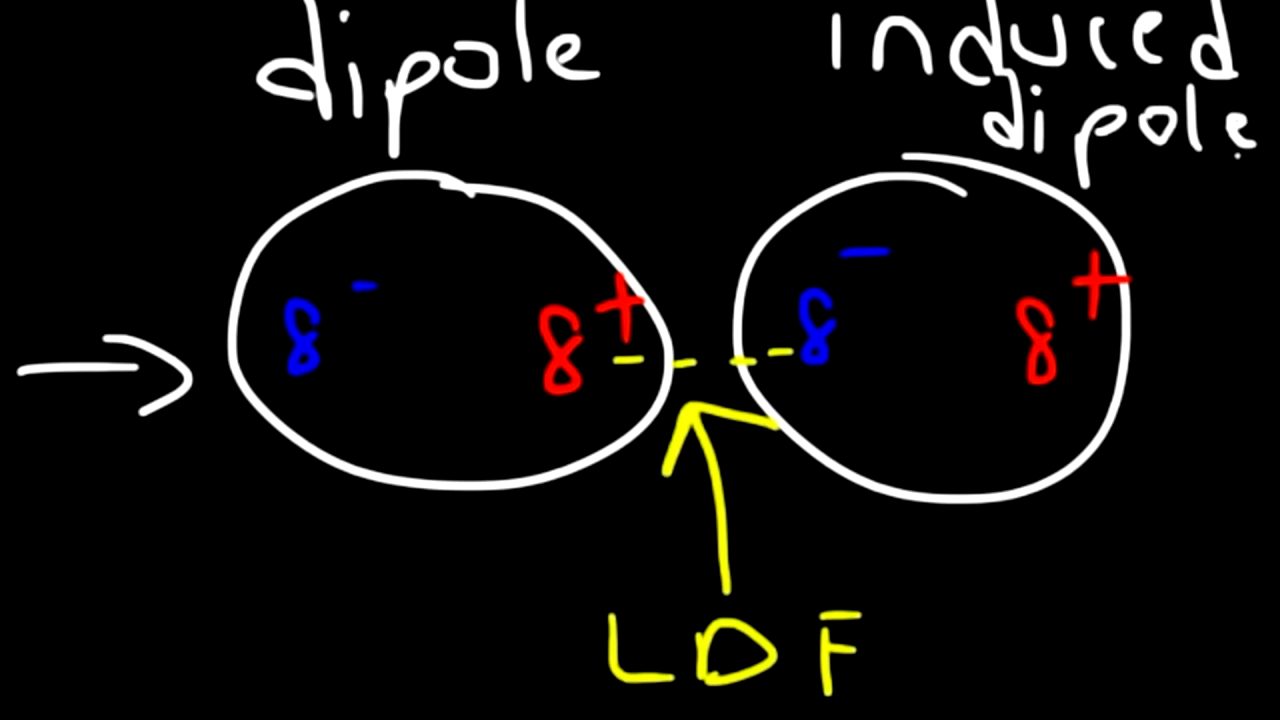 dipole
induced
dipole
δ⁻ δ⁺ δ⁻ δ⁺
LDF